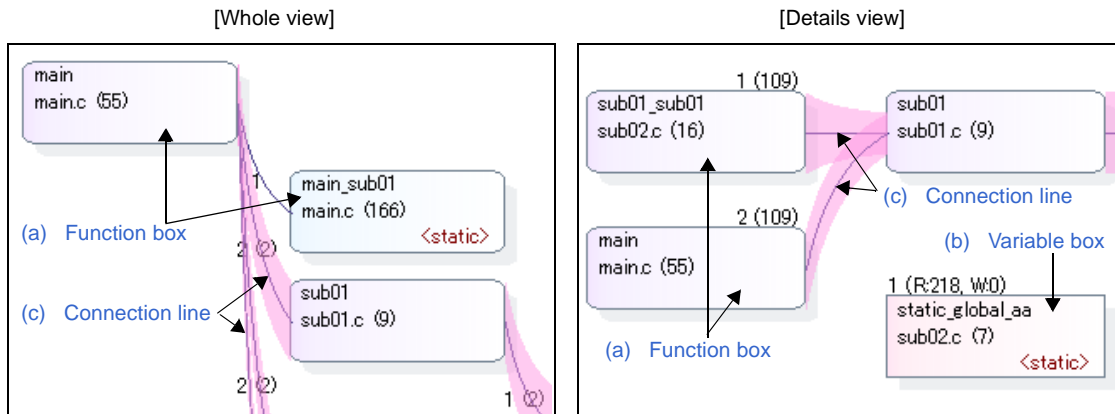 [Whole view]
main
main.c (55)
1
main_sub01
main.c (166)
<static>
(a) Function box
2 (2)
(c) Connection line
sub01
sub01.c (9)
2 (2)
1 (2)
[Details view]
1 (109)
sub01_sub01
sub02.c (16)
sub01
sub01.c (9)
(c) Connection line
2 (109)
main
main.c (55)
(b) Variable box
1 (R:218, W:0)
static_global_aa
sub02.c (7)
<static>
(a) Function box